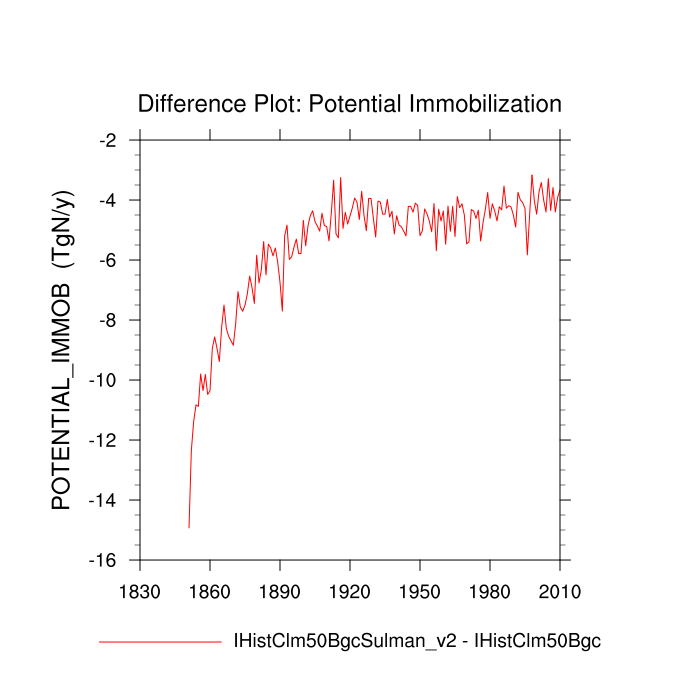 Difference Plot: Potential Immobilization
POTENTIAL_IMMOB (TgN/y)
-2
-4
-6
-8
-10
-12
-14
-16
1830 1860 1890 1920 1950 1980 2010
IHistClm50BgcSulman_v2 - IHistClm50Bgc